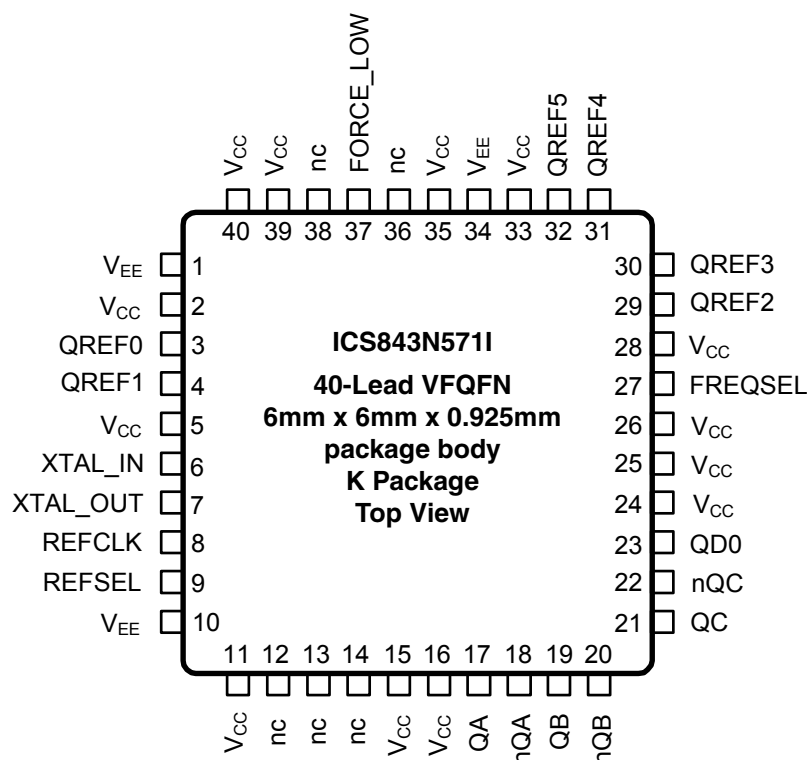 FORCE_LOW
QREF5
QREF4
VCC
VCC
nc
nc
VCC
VEE
VCC
40 39 38 37 36 35 34 33 32 31
VEE 1
VCC 2
QREF0 3
QREF1 4
VCC 5
XTAL_IN 6
XTAL_OUT 7
REFCLK 8
REFSEL 9
VEE 10
ICS843N571I
40-Lead VFQFN
6mm x 6mm x 0.925mm
package body
K Package
Top View
30 QREF3
29 QREF2
28 VCC
27 FREQSEL
26 VCC
25 VCC
24 VCC
23 QD0
22 nQC
21 QC
11 12 13 14 15 16 17 18 19 20
VCC
nc
nc
nc
VCC
VCC
QA
nQA
QB
nQB